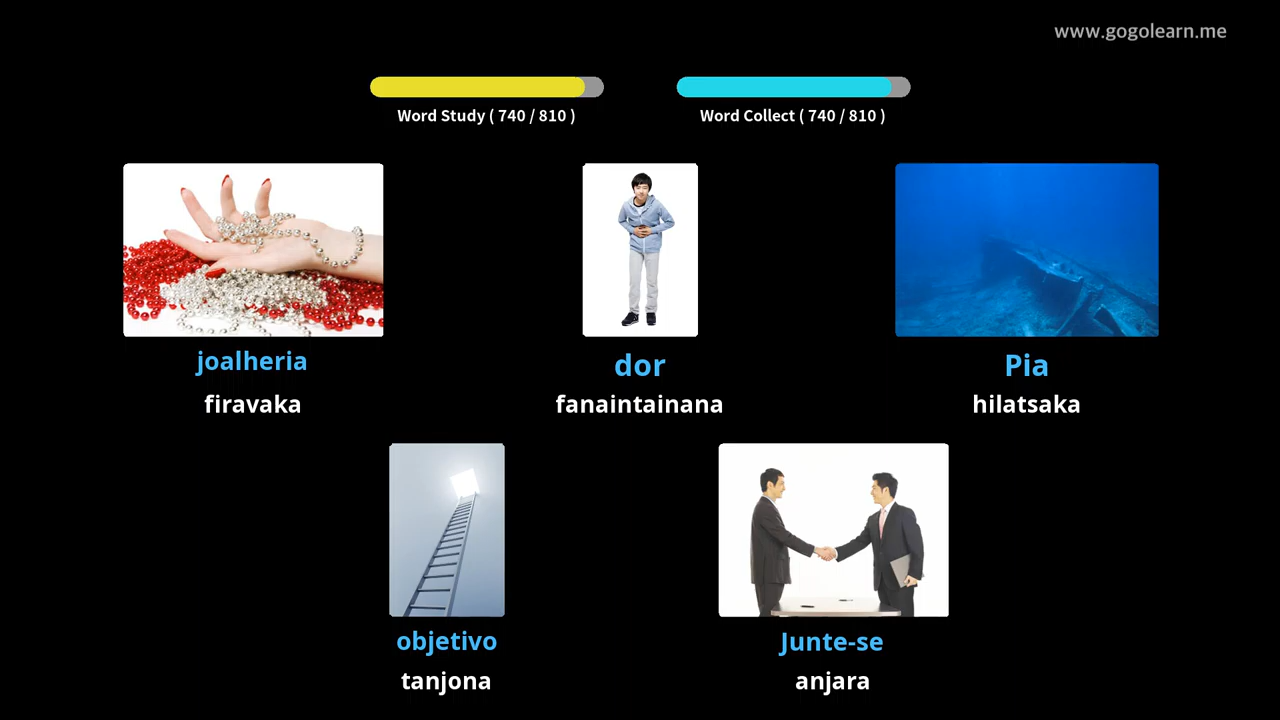 www.gogolearn.me
Word Study ( 740 / 810 )
Word Collect ( 740 / 810 )
joalheria
firavaka
dor
fanaintainana
Pia
hilatsaka
objetivo
tanjona
Junte-se
anjara